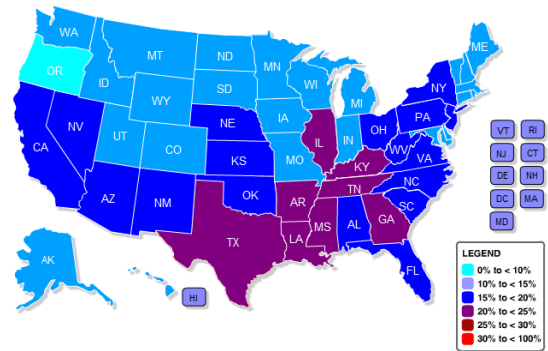 WA
OR
CA
NV
ID
MT
WY
UT
CO
AZ
NM
ND
SD
NE
KS
OK
TX
MN
IA
MO
AR
LA
WI
IL
MI
IN
OH
KY
TN
MS
AL
GA
FL
SC
NC
VA
WV
PA
NY
ME
AK
HI
VT RI
NJ CT
DE NH
DC MA
MD
LEGEND
0% to < 10%
10% to < 15%
15% to < 20%
20% to < 25%
25% to < 30%
30% to < 100%